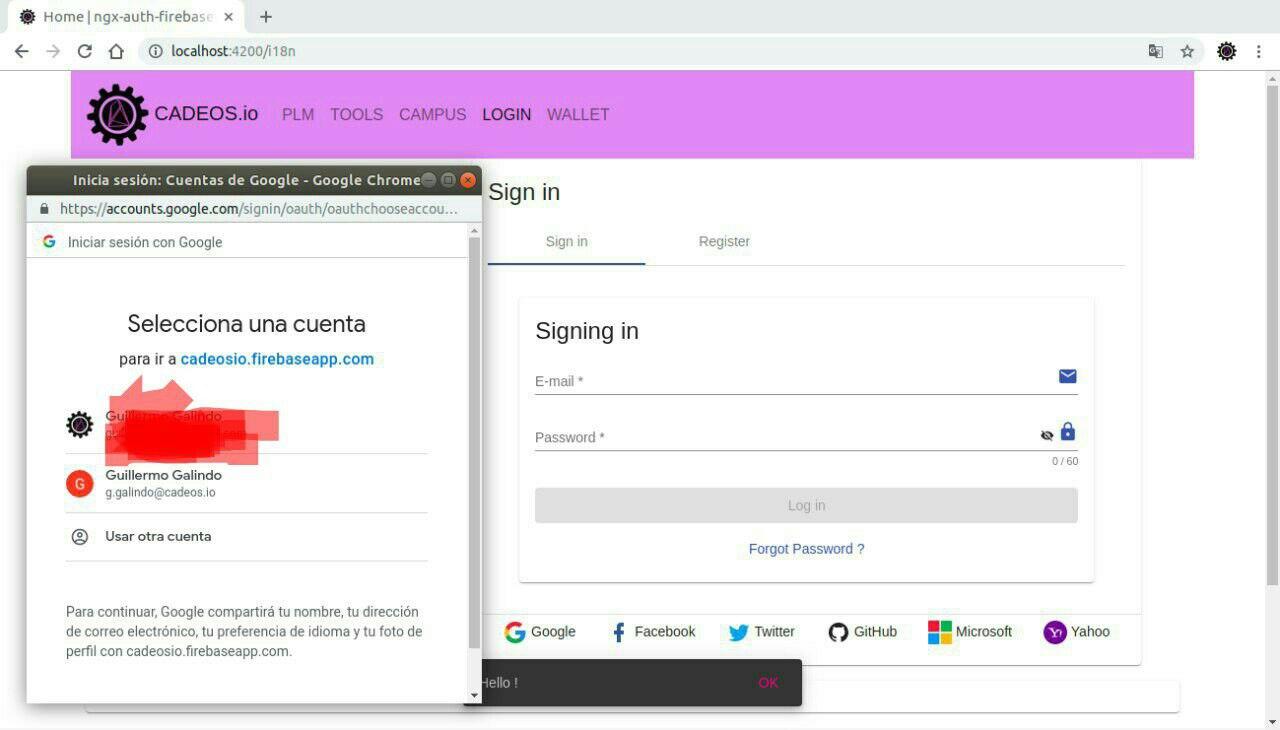 Home | ngx-auth-firebase
localhost:4200/i18n
CADEOS.io PLM TOOLS CAMPUS LOGIN WALLET
Inicia sesión: Cuentas de Google - Google Chrome
https://accounts.google.com/signin/oauth/oauthchooseaccou...
Iniciar sesión con Google
Selecciona una cuenta
para ir a cadeosio.firebaseapp.com
Guillermo Galindo
Guillermo Galindo
G
g.galindo@cadeos.io
Usar otra cuenta
Para continuar, Google compartirá tu nombre, tu dirección
de correo electrónico, tu preferencia de idioma y tu foto de
perfil con cadeosio.firebaseapp.com.
Sign in
Sign in Register
Signing in
E-mail *
Password *
0 / 60
Log in
Forgot Password ?
Google Facebook Twitter GitHub Microsoft Yahoo
Hello ! OK